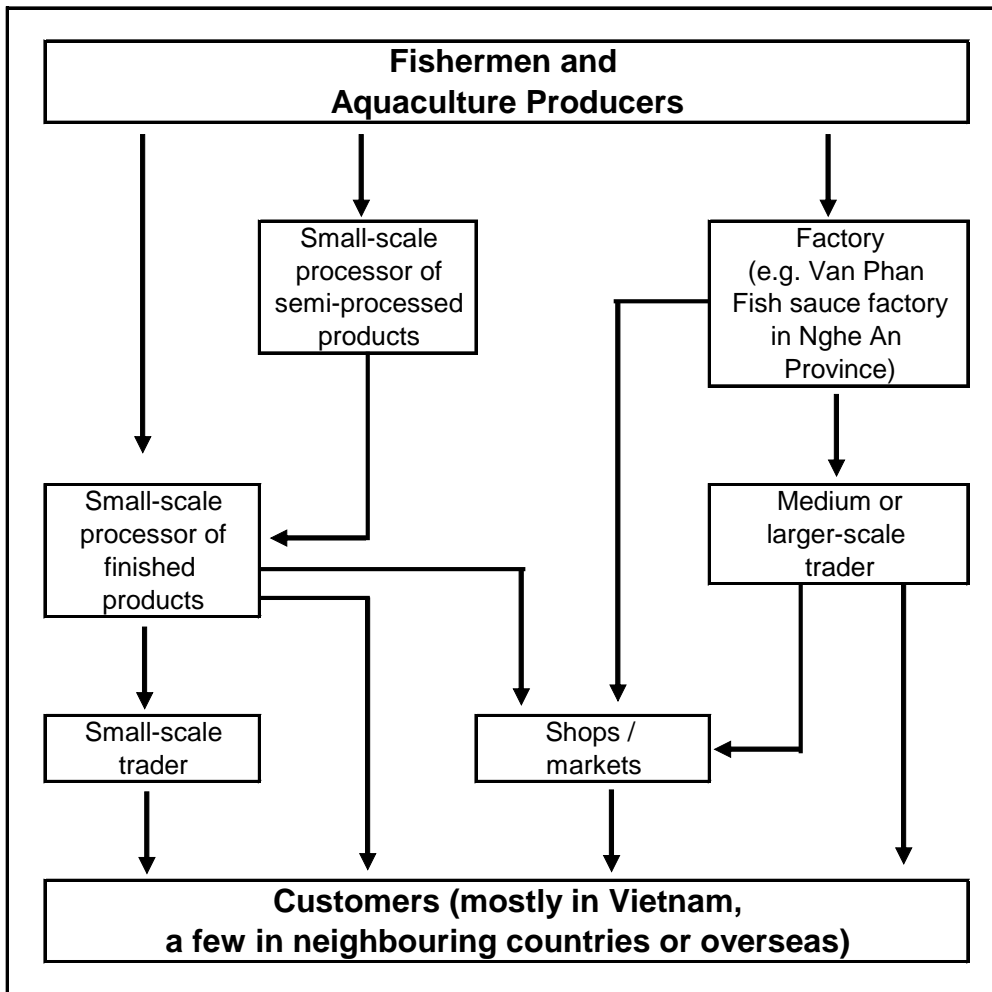 Fishermen and
Aquaculture Producers
Small-scale
processor of
semi-processed
products
Factory
(e.g. Van Phan
Fish sauce factory
in Nghe An
Province)
Small-scale
processor of
finished
products
Medium or
larger-scale
trader
Small-scale
trader
Shops /
markets
Customers (mostly in Vietnam,
a few in neighbouring countries or overseas)